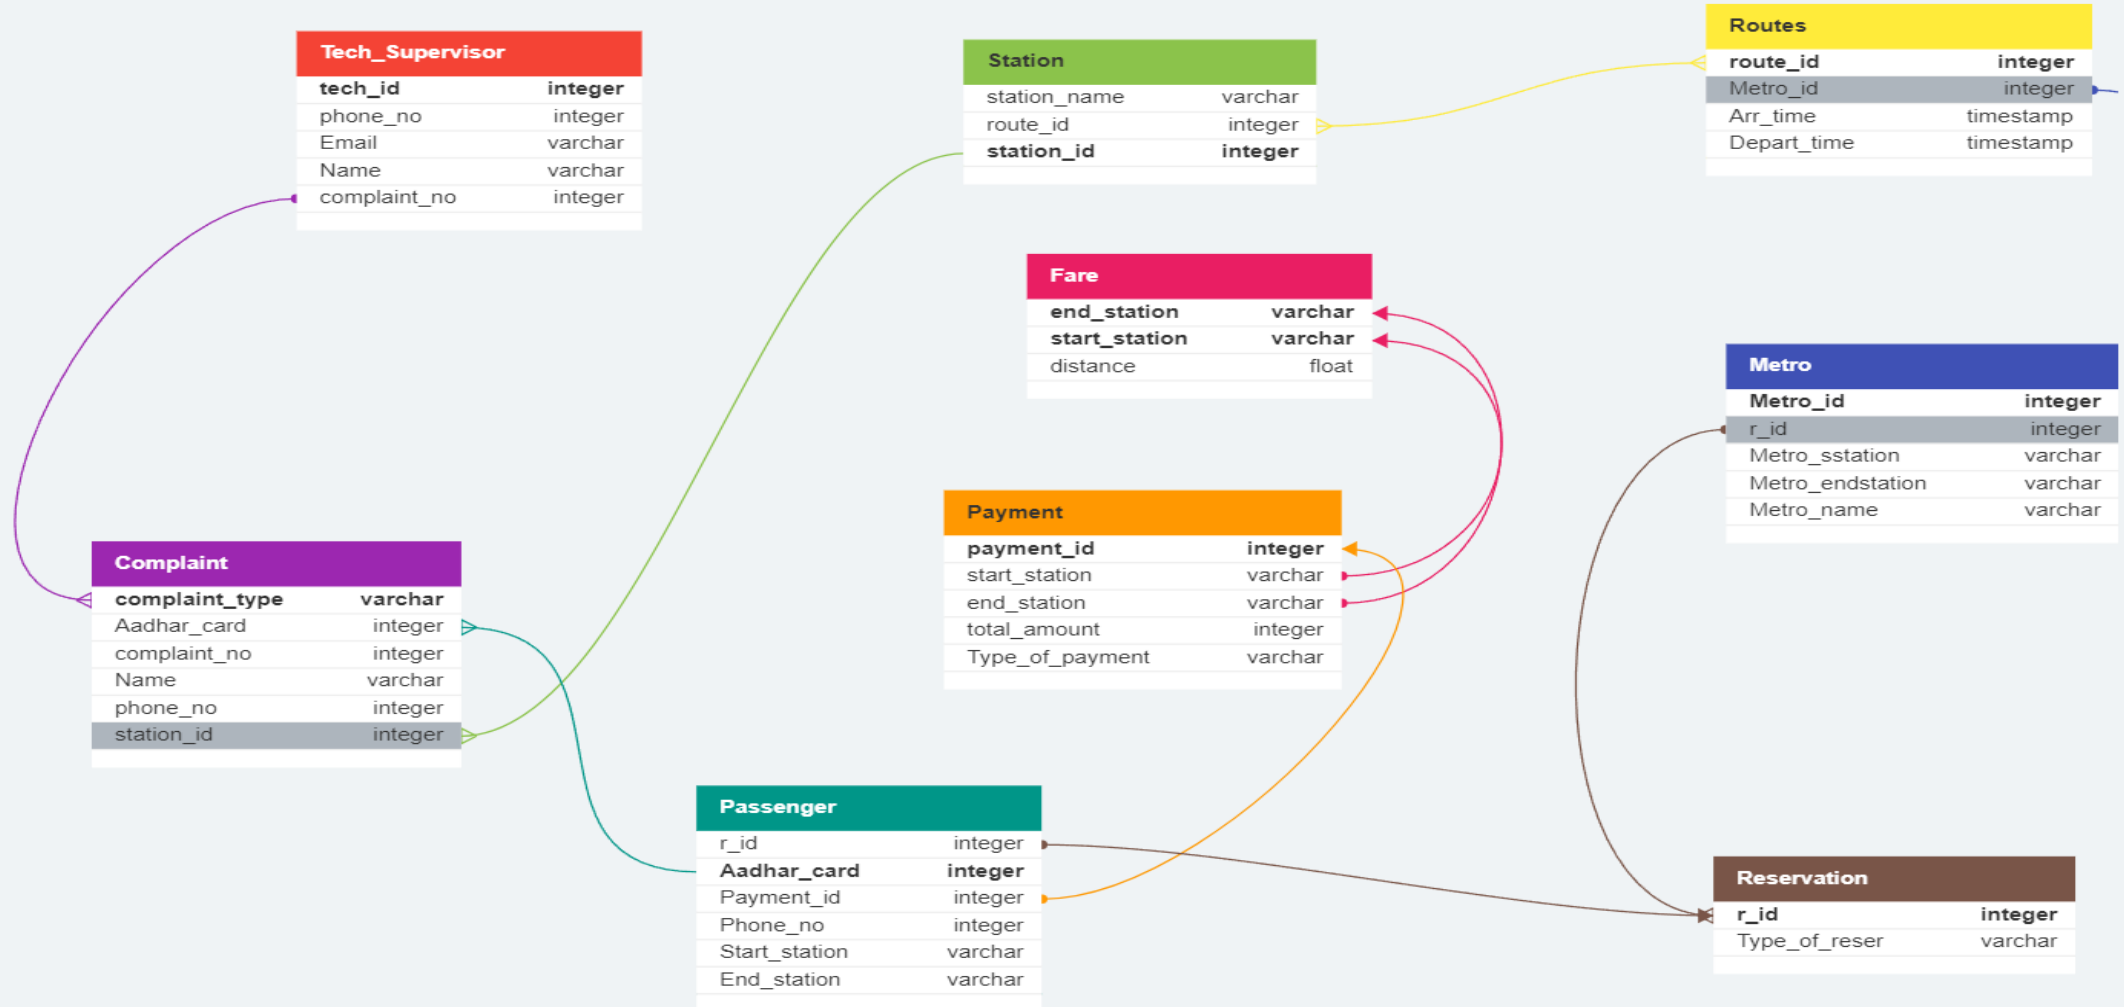 Tech_Supervisor
tech_id integer
phone_no integer
Email varchar
Name varchar
complaint_no integer
Station
station_name varchar
route_id integer
station_id integer
Routes
route_id integer
Metro_id integer
Arr_time timestamp
Depart_time timestamp
Fare
end_station varchar
start_station varchar
distance float
Metro
Metro_id integer
r_id integer
Metro_sstation varchar
Metro_endstation varchar
Metro_name varchar
Payment
payment_id integer
start_station varchar
end_station varchar
total_amount integer
Type_of_payment varchar
Complaint
complaint_type varchar
Aadhar_card integer
complaint_no integer
Name varchar
phone_no integer
station_id integer
Passenger
r_id integer
Aadhar_card integer
Payment_id integer
Phone_no integer
Start_station varchar
End_station varchar
Reservation
r_id integer
Type_of_reser varchar